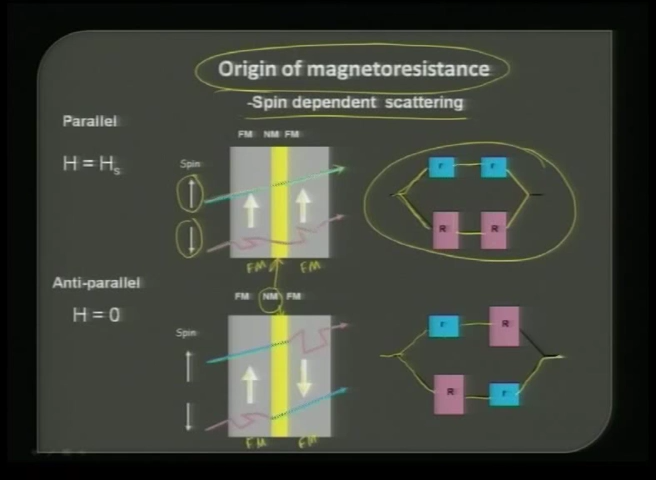 Origin of magnetoresistance
-Spin dependent scattering
Parallel
FM NM FM
H = Hs
Spin
r r
R R
FM FM
Anti-parallel
FM NM FM
H = 0
Spin
r R
R r
FM FM